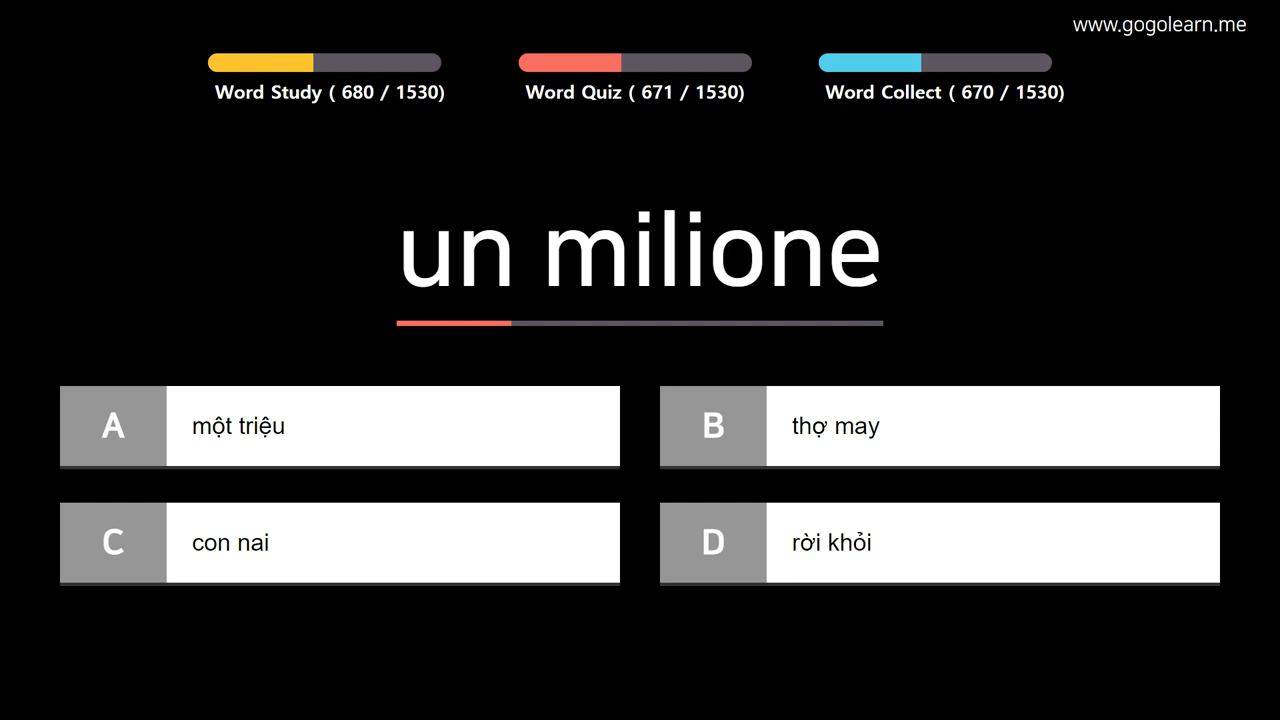 www.gogolearn.me
Word Study ( 680 / 1530)
Word Quiz ( 671 / 1530)
Word Collect ( 670 / 1530)
un milione
A một triệu
B thợ may
C con nai
D rời khỏi